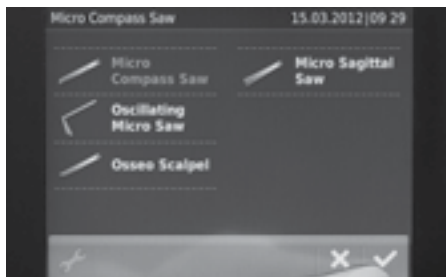 Micro Compass Saw 15.03.2012|09 29
Micro
Compass Saw
Micro Sagittal
Saw
Oscillating
Micro Saw
Osseo Scalpel